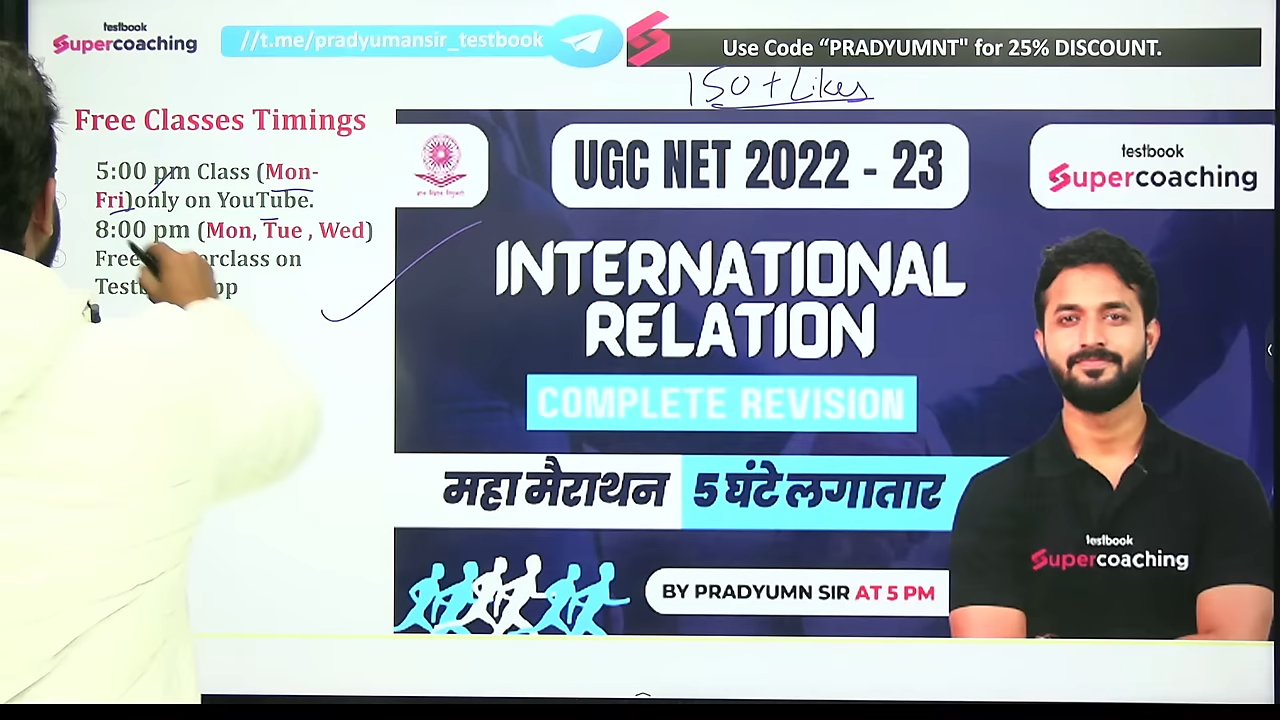 testbook
Supercoaching
//t.me/pradyumansir_testbook
Use Code “PRADYUMNT" for 25% DISCOUNT.
150 + Likes
Free Classes Timings
5:00 pm Class (Mon-
Fri)only on YouTube.
8:00 pm (Mon, Tue , Wed)
Free on
UGC NET 2022 - 23
testbook
Supercoaching
INTERNATIONAL
RELATION
COMPLETE REVISION
महा मैराथन 5 घंटे लगातार
BY PRADYUMN SIR AT 5 PM
testbook
Supercoaching